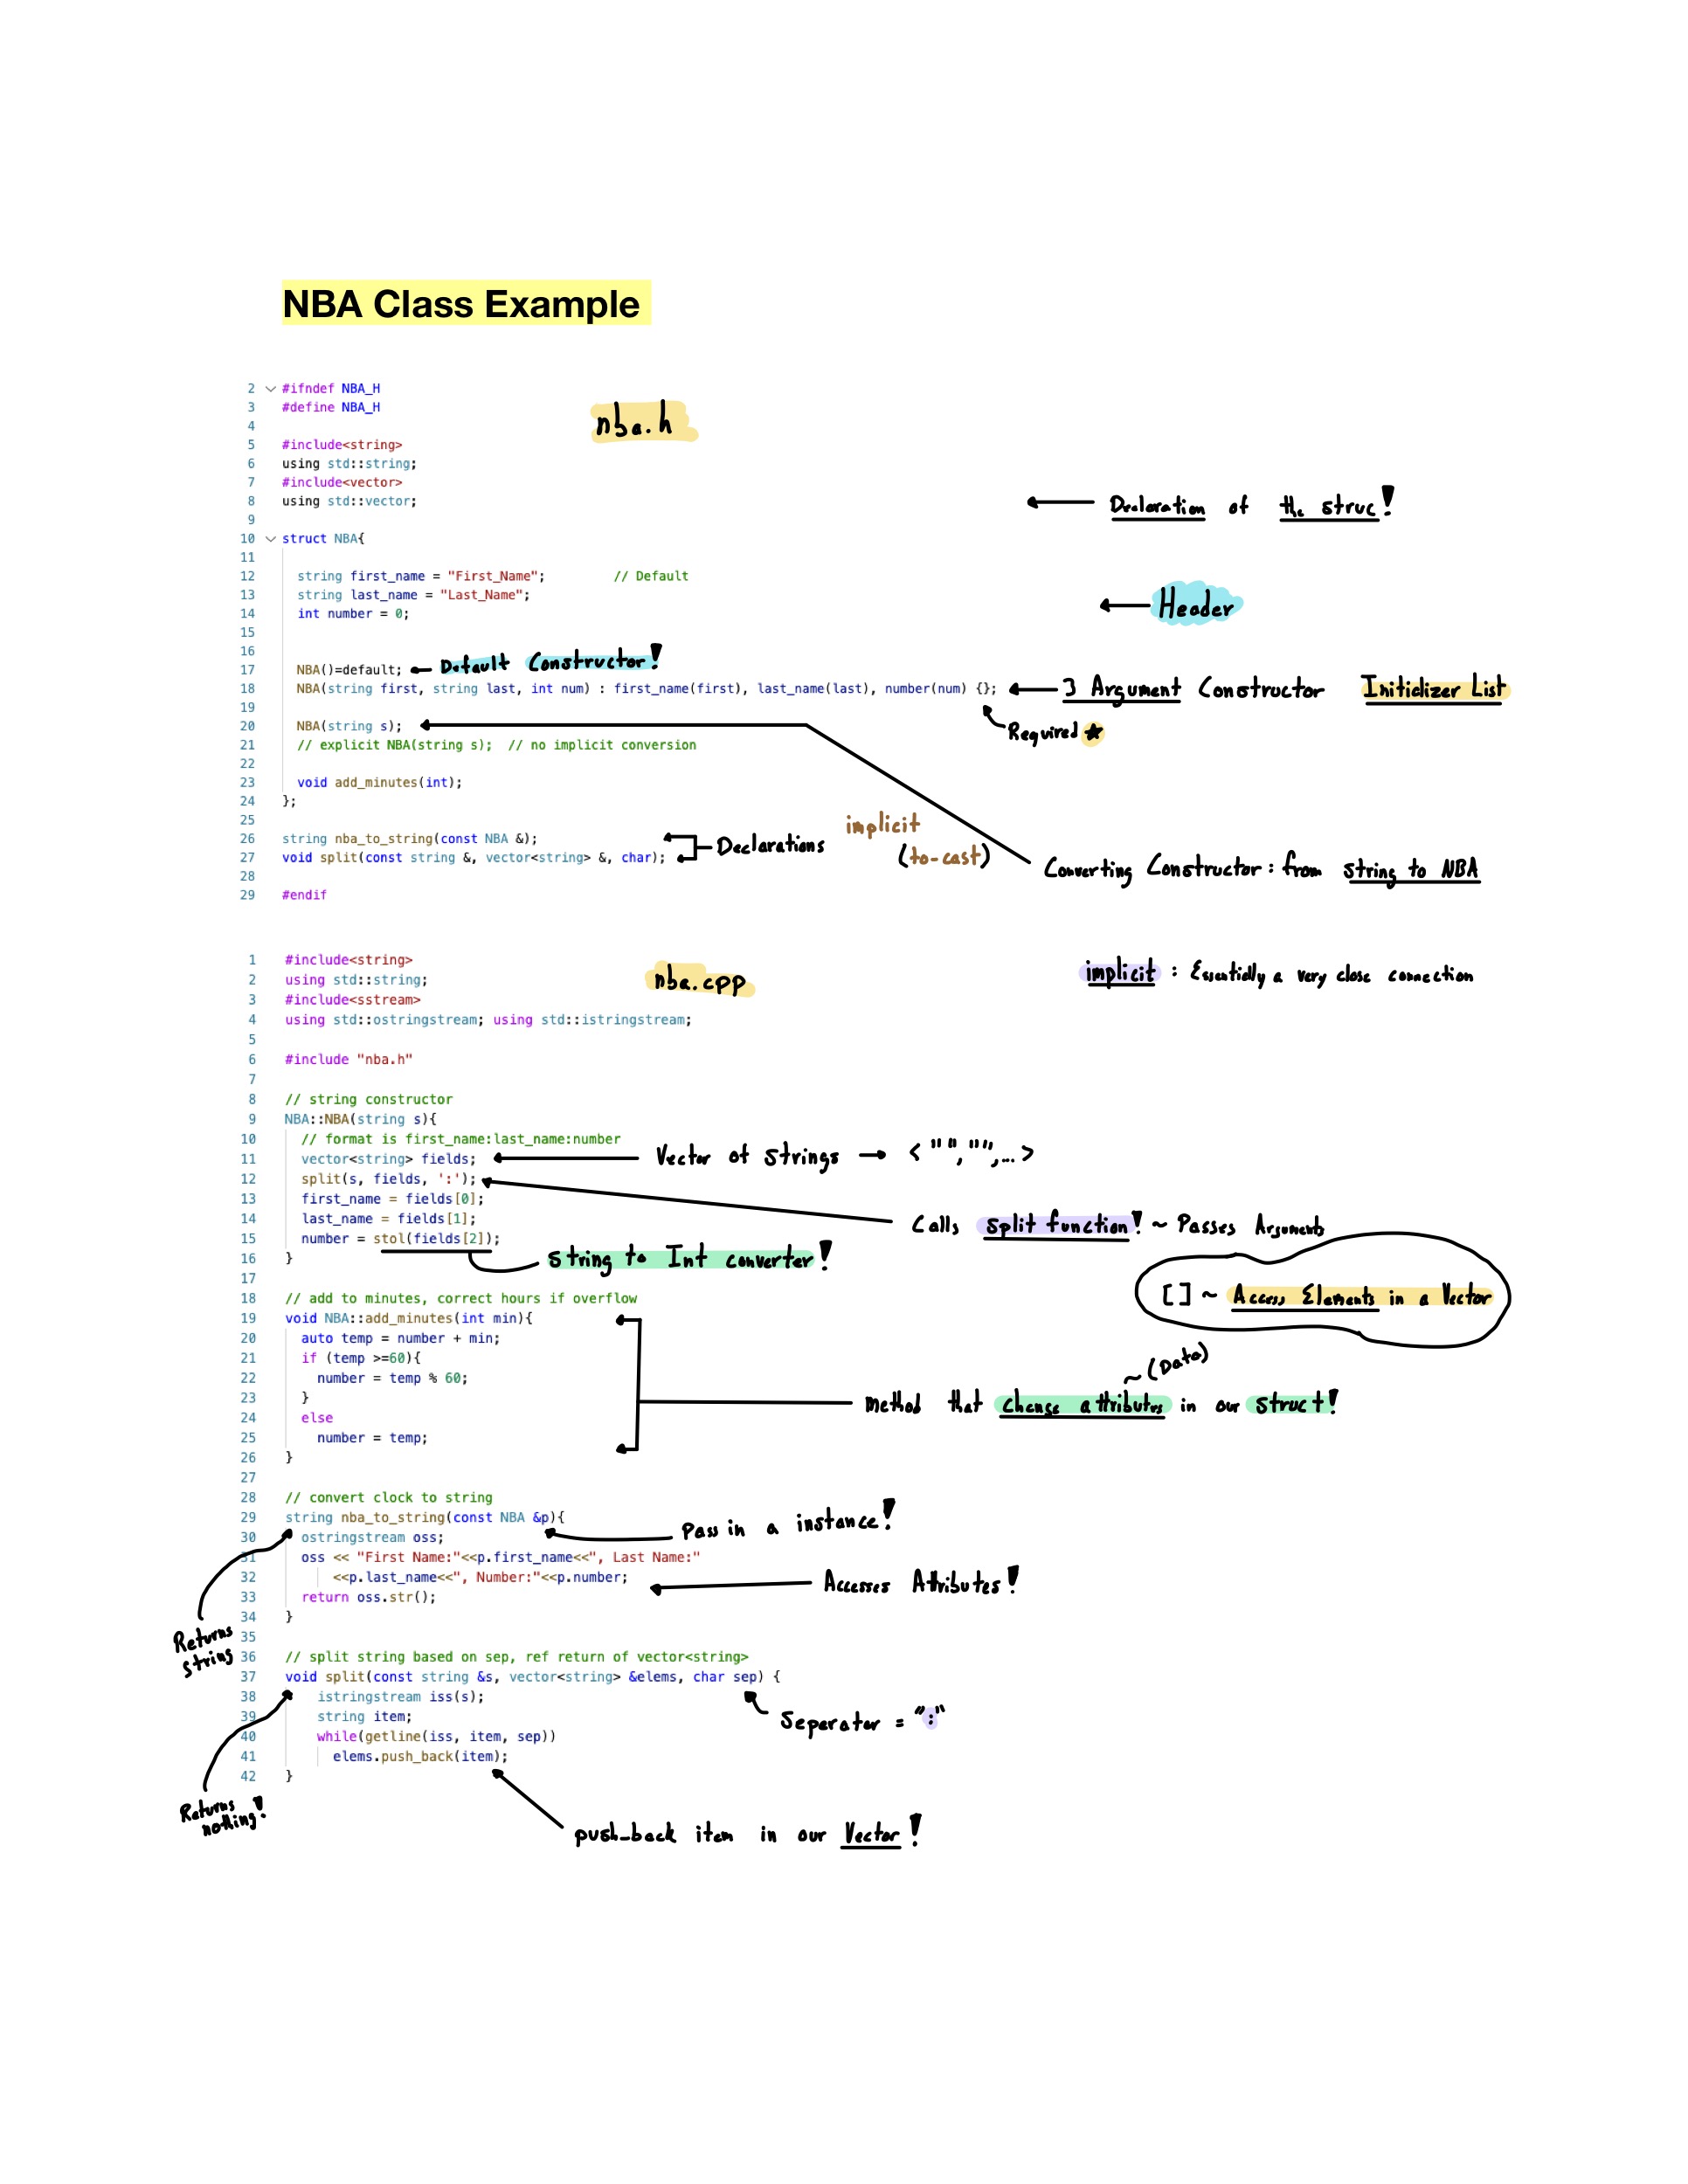 NBA Class Example
2 #ifndef NBA_H
3 #define NBA_H
nba.h
4
5 #include<string>
6 using std::string;
7 #include<vector>
8 using std::vector;
Declaration of the struc!
9
10 struct NBA{
11
12 string first_name = "First_Name"; // Default
13 string last_name = "Last_Name";
Header
14 int number = 0;
15
16
17 NBA()=default; Default Constructor!
18 NBA(string first, string last, int num) : first_name(first), last_name(last), number(num) {}; 3 Argument Constructor Initializer List
19
Required ★
20 NBA(string s);
21 // explicit NBA(string s); // no implicit conversion
22
23 void add_minutes(int);
24 };
25
26 string nba_to_string(const NBA &);
27 void split(const string &, vector<string> &, char);
Declarations
implicit
(to-cast)
Converting Constructor: from string to NBA
28
29 #endif
1 #include<string>
2 using std::string;
nba.cpp
implicit : Essentially a very close connection
3 #include<sstream>
4 using std::ostringstream; using std::istringstream;
5
6 #include "nba.h"
7
8 // string constructor
9 NBA::NBA(string s){
10 // format is first_name:last_name:number
11 vector<string> fields; Vector of strings → <"","",...>
12 split(s, fields, ':');
13 first_name = fields[0];
14 last_name = fields[1];
Calls split function! ~ Passes Arguments
15 number = stol(fields[2]);
16 }
String to Int converter!
17
18 // add to minutes, correct hours if overflow
[] ~ Access Elements in a Vector
19 void NBA::add_minutes(int min){
20 auto temp = number + min;
21 if (temp >=60){
22 number = temp % 60;
~(Data)
23 }
Method that change attributes in our struct!
24 else
25 number = temp;
26 }
27
28 // convert clock to string
29 string nba_to_string(const NBA &p){
Pass in a instance!
30 ostringstream oss;
31 oss << "First Name:"<<p.first_name<<", Last Name:"
32 <<p.last_name<<", Number:"<<p.number;
Accesses Attributes!
33 return oss.str();
34 }
35
Returns
string
36 // split string based on sep, ref return of vector<string>
37 void split(const string &s, vector<string> &elems, char sep) {
38 istringstream iss(s);
39 string item;
Seperator = ":"
40 while(getline(iss, item, sep))
41 elems.push_back(item);
42 }
Returns
nothing!
push_back item in our Vector!